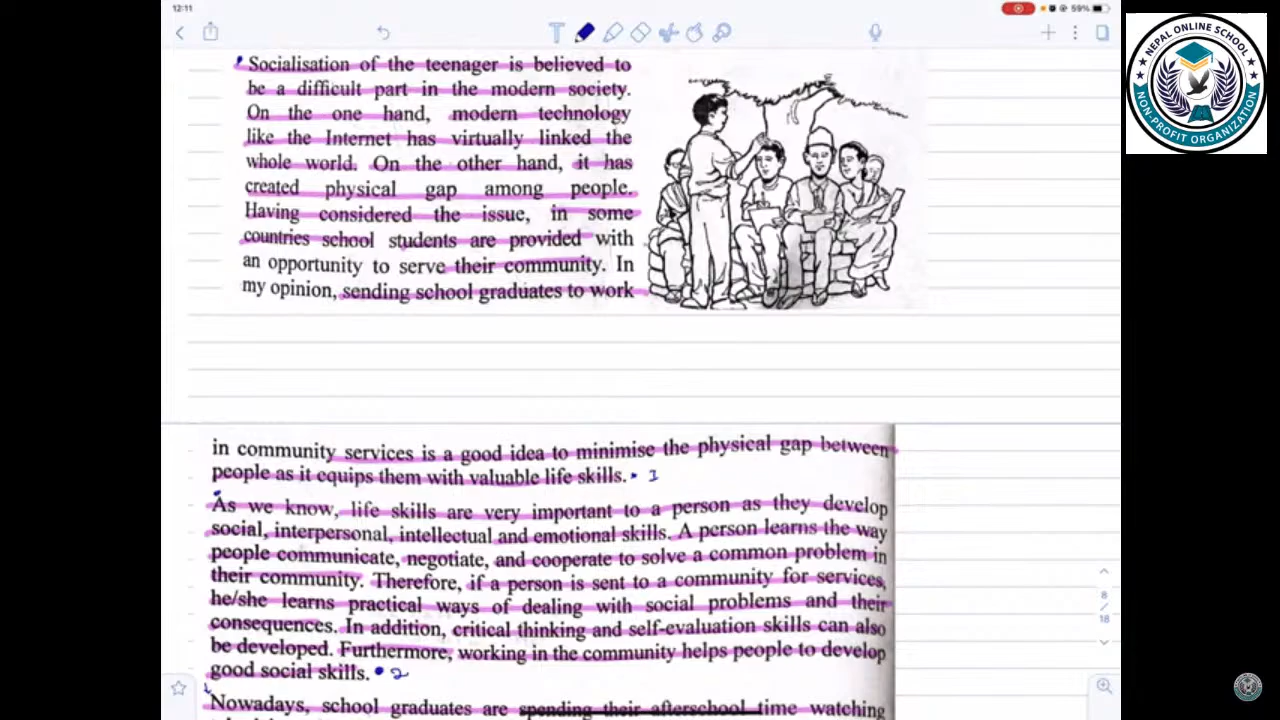 12:11
59%
NEPAL ONLINE SCHOOL
NON-PROFIT ORGANIZATION
Socialisation of the teenager is believed to
be a difficult part in the modern society.
On the one hand, modern technology
like the Internet has virtually linked the
whole world. On the other hand, it has
created physical gap among people.
Having considered the issue, in some
countries school students are provided with
an opportunity to serve their community. In
my opinion, sending school graduates to work
in community services is a good idea to minimise the physical gap between
people as it equips them with valuable life skills. 1
As we know, life skills are very important to a person as they develop
social, interpersonal, intellectual and emotional skills. A person learns the way
people communicate, negotiate, and cooperate to solve a common problem in
their community. Therefore, if a person is sent to a community for services,
he/she learns practical ways of dealing with social problems and their
consequences. In addition, critical thinking and self-evaluation skills can also
be developed. Furthermore, working in the community helps people to develop
good social skills. 2
Nowadays, school graduates are spending their afterschool time watching
8
/
18